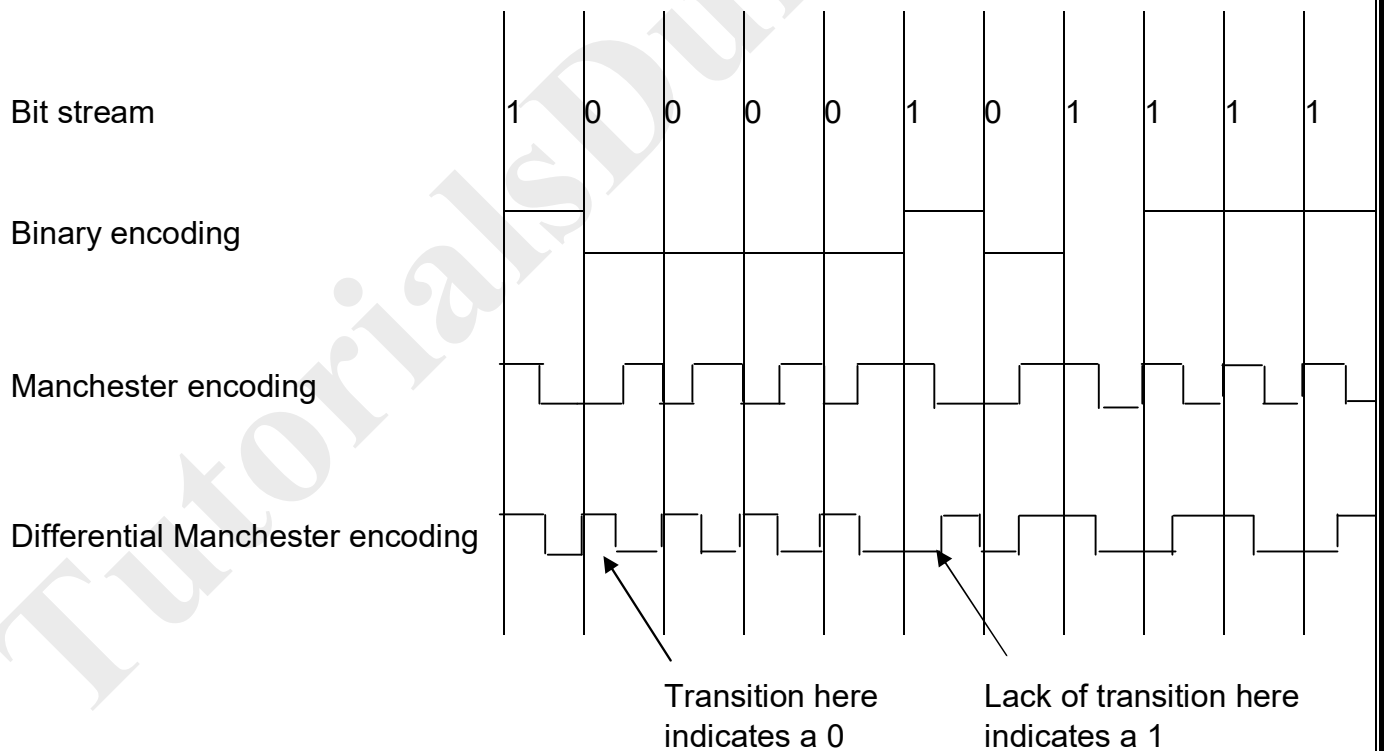 Bit stream 1 0 0 0 0 1 0 1 1 1 1
Binary encoding
Manchester encoding
Differential Manchester encoding
Transition here
indicates a 0
Lack of transition here
indicates a 1
TutorialsDu